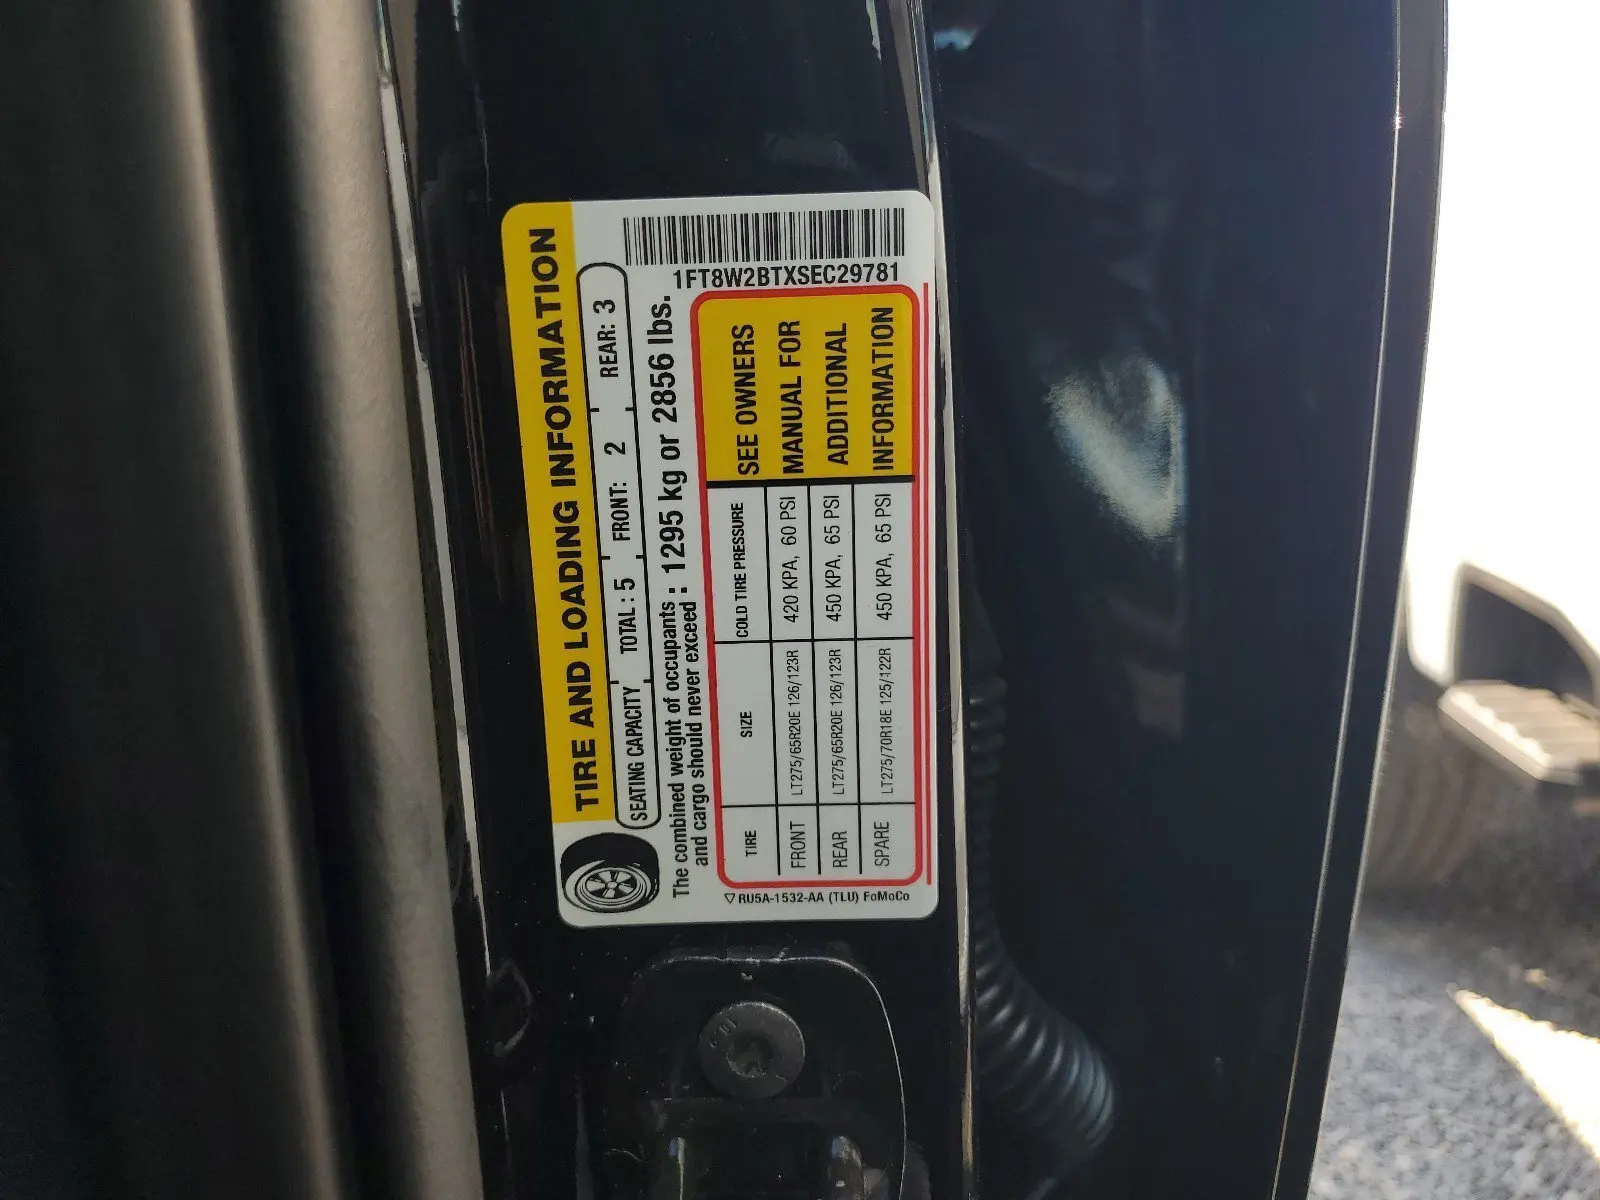 TIRE AND LOADING INFORMATION
SEATING CAPACITY TOTAL: 5 FRONT: 2 REAR: 3
The combined weight of occupants and cargo should never exceed : 1295 kg or 2856 lbs.
1FT8W2BTXSEC29781
TIRE SIZE COLD TIRE PRESSURE
FRONT LT275/65R20E 126/123R 420 KPA, 60 PSI
REAR LT275/65R20E 126/123R 450 KPA, 65 PSI
SPARE LT275/70R18E 125/122R 450 KPA, 65 PSI
SEE OWNERS
MANUAL FOR
ADDITIONAL
INFORMATION
RU5A-1532-AA (TLU) FoMoCo